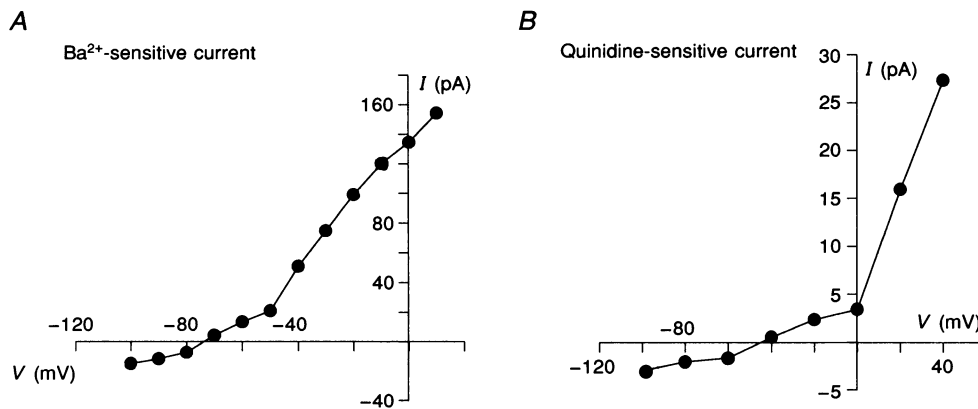 A
Ba²⁺-sensitive current
I (pA)
160
80
40
-120
-80
-40
V (mV)
-40
B
Quinidine-sensitive current
30
I (pA)
25
20
15
10
5
V (mV)
-80
-120
40
-5